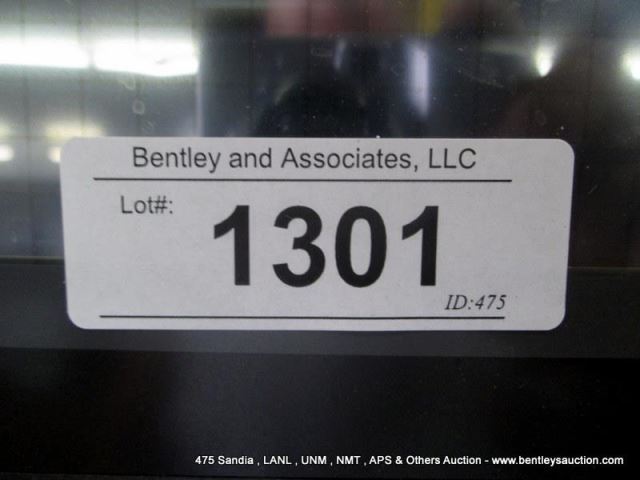 Bentley and Associates, LLC
Lot#:
1301
ID:475
475 Sandia , LANL , UNM , NMT , APS & Others Auction - www.bentleysauction.com